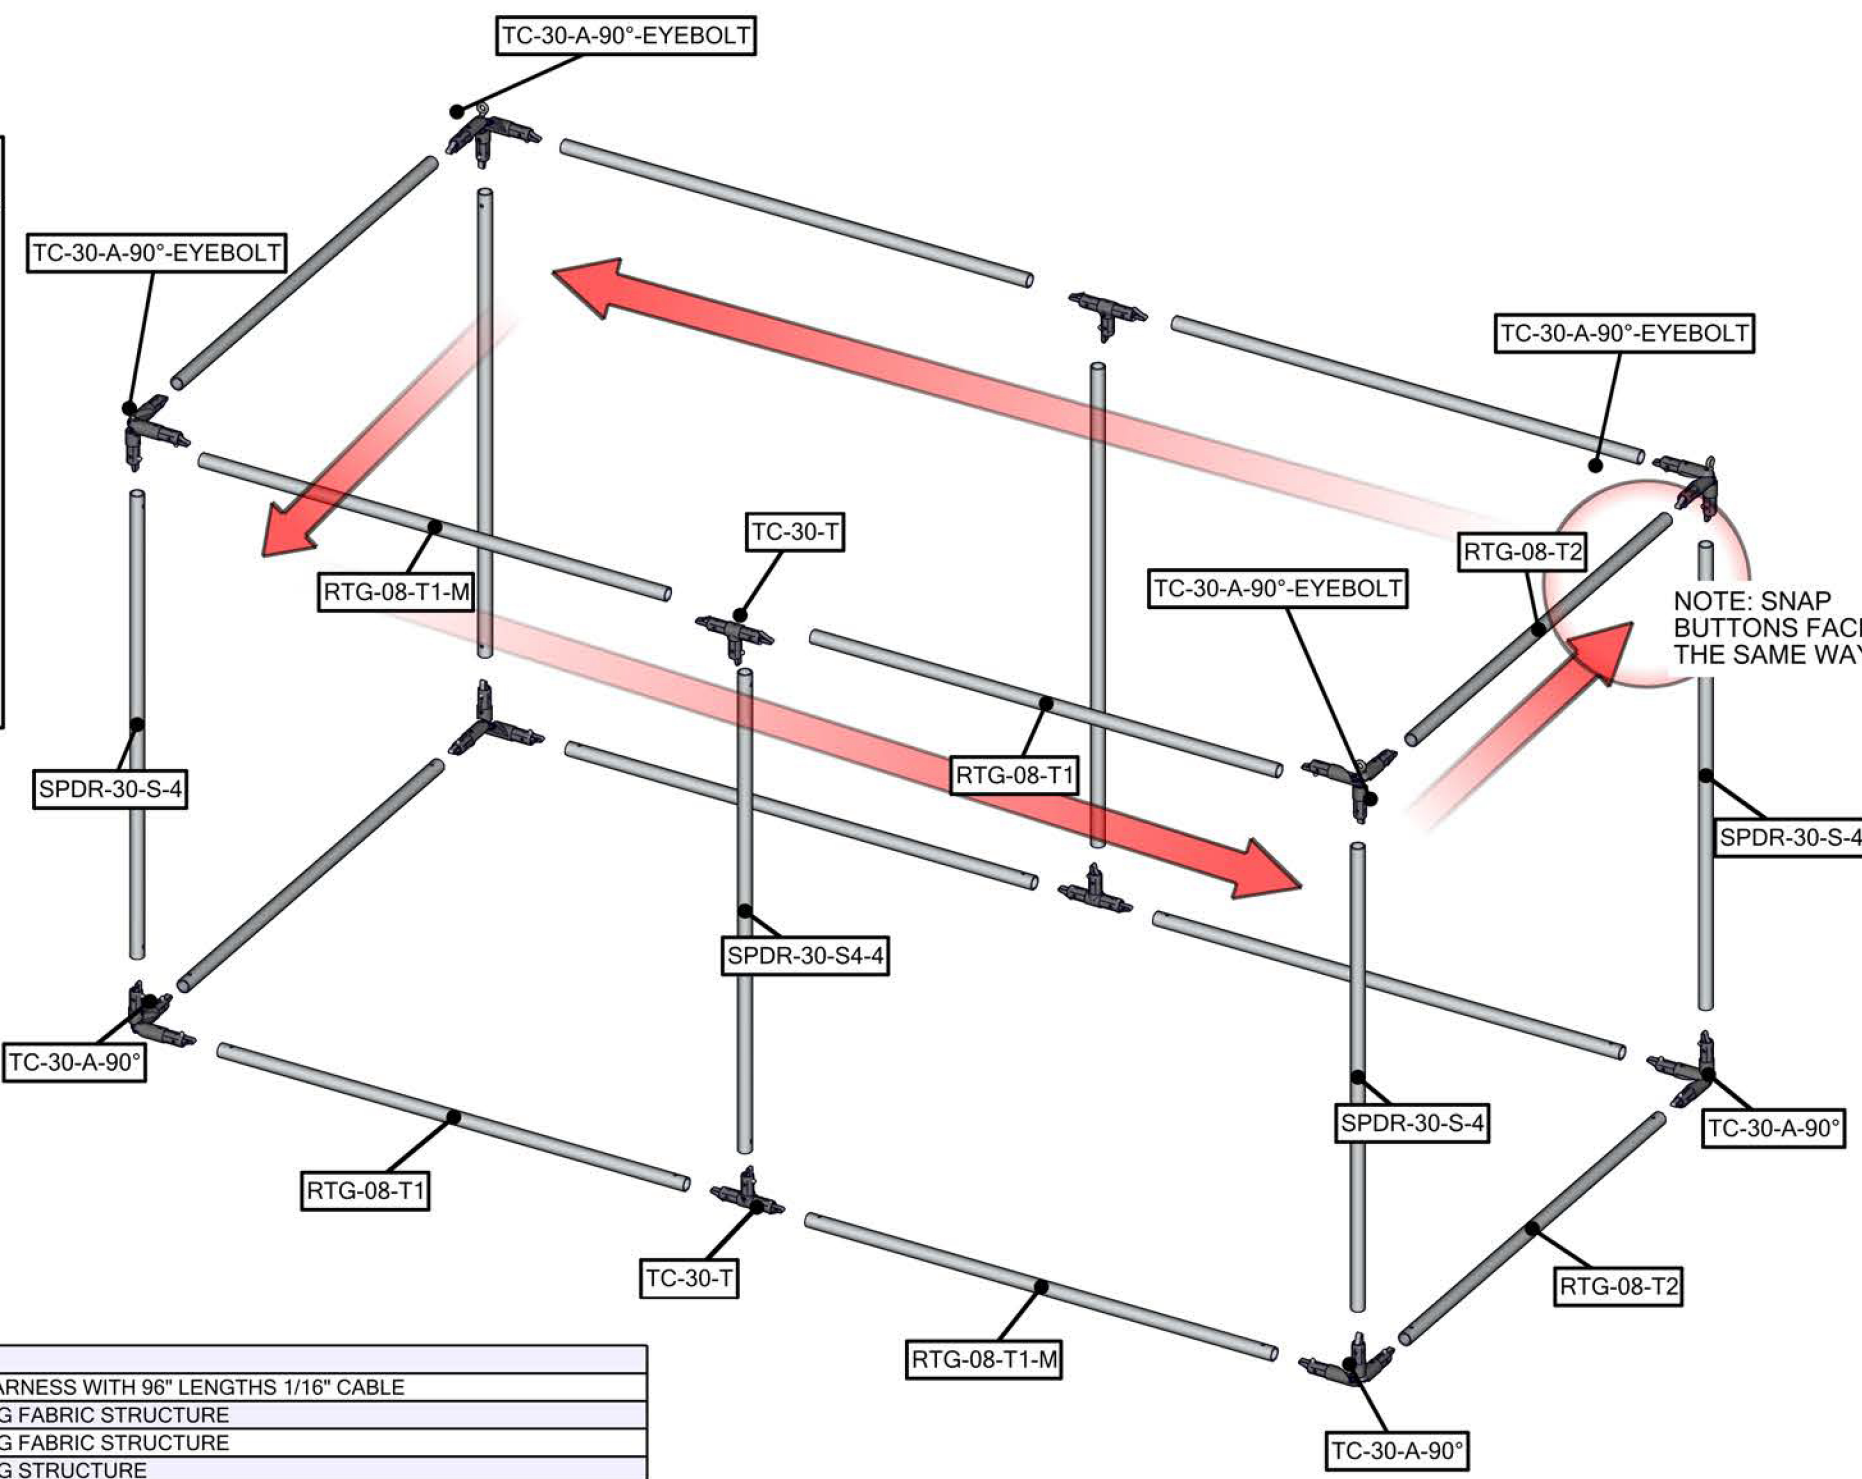 TC-30-A-90°-EYEBOLT
TC-30-A-90°-EYEBOLT
TC-30-A-90°-EYEBOLT
TC-30-T
RTG-08-T2
RTG-08-T1-M
TC-30-A-90°-EYEBOLT
NOTE: SNAP
BUTTONS
THE SAME
RTG-08-T1
SPDR-30-S-4
SPDR-30-S-4
SPDR-30-S4-4
TC-30-A-90°
SPDR-30-S-4
TC-30-A-90°
RTG-08-T1
TC-30-T
RTG-08-T2
RTG-08-T1-M
WITH 96" LENGTHS 1/16" CABLE
FABRIC STRUCTURE
FABRIC STRUCTURE
STRUCTURE
TC-30-A-90°